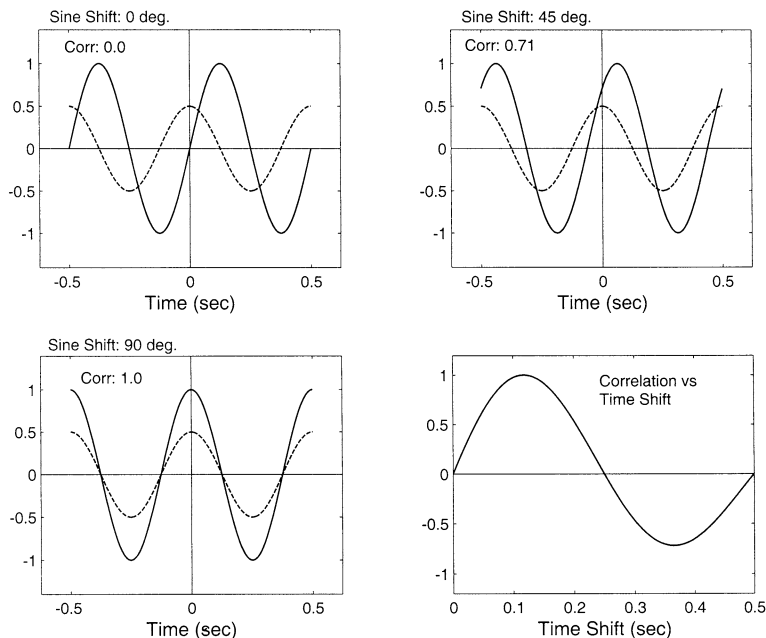 Sine Shift: 0 deg.
Corr: 0.0
1
0.5
0
-0.5
-1
-0.5
0
0.5
Time (sec)
Sine Shift: 45 deg.
Corr: 0.71
1
0.5
0
-0.5
-1
-0.5
0
0.5
Time (sec)
Sine Shift: 90 deg.
Corr: 1.0
1
0.5
0
-0.5
-1
-0.5
0
0.5
Time (sec)
Correlation vs
Time Shift
1
0.5
0
-0.5
-1
0
0.1
0.2
0.3
0.4
0.5
Time Shift (sec)